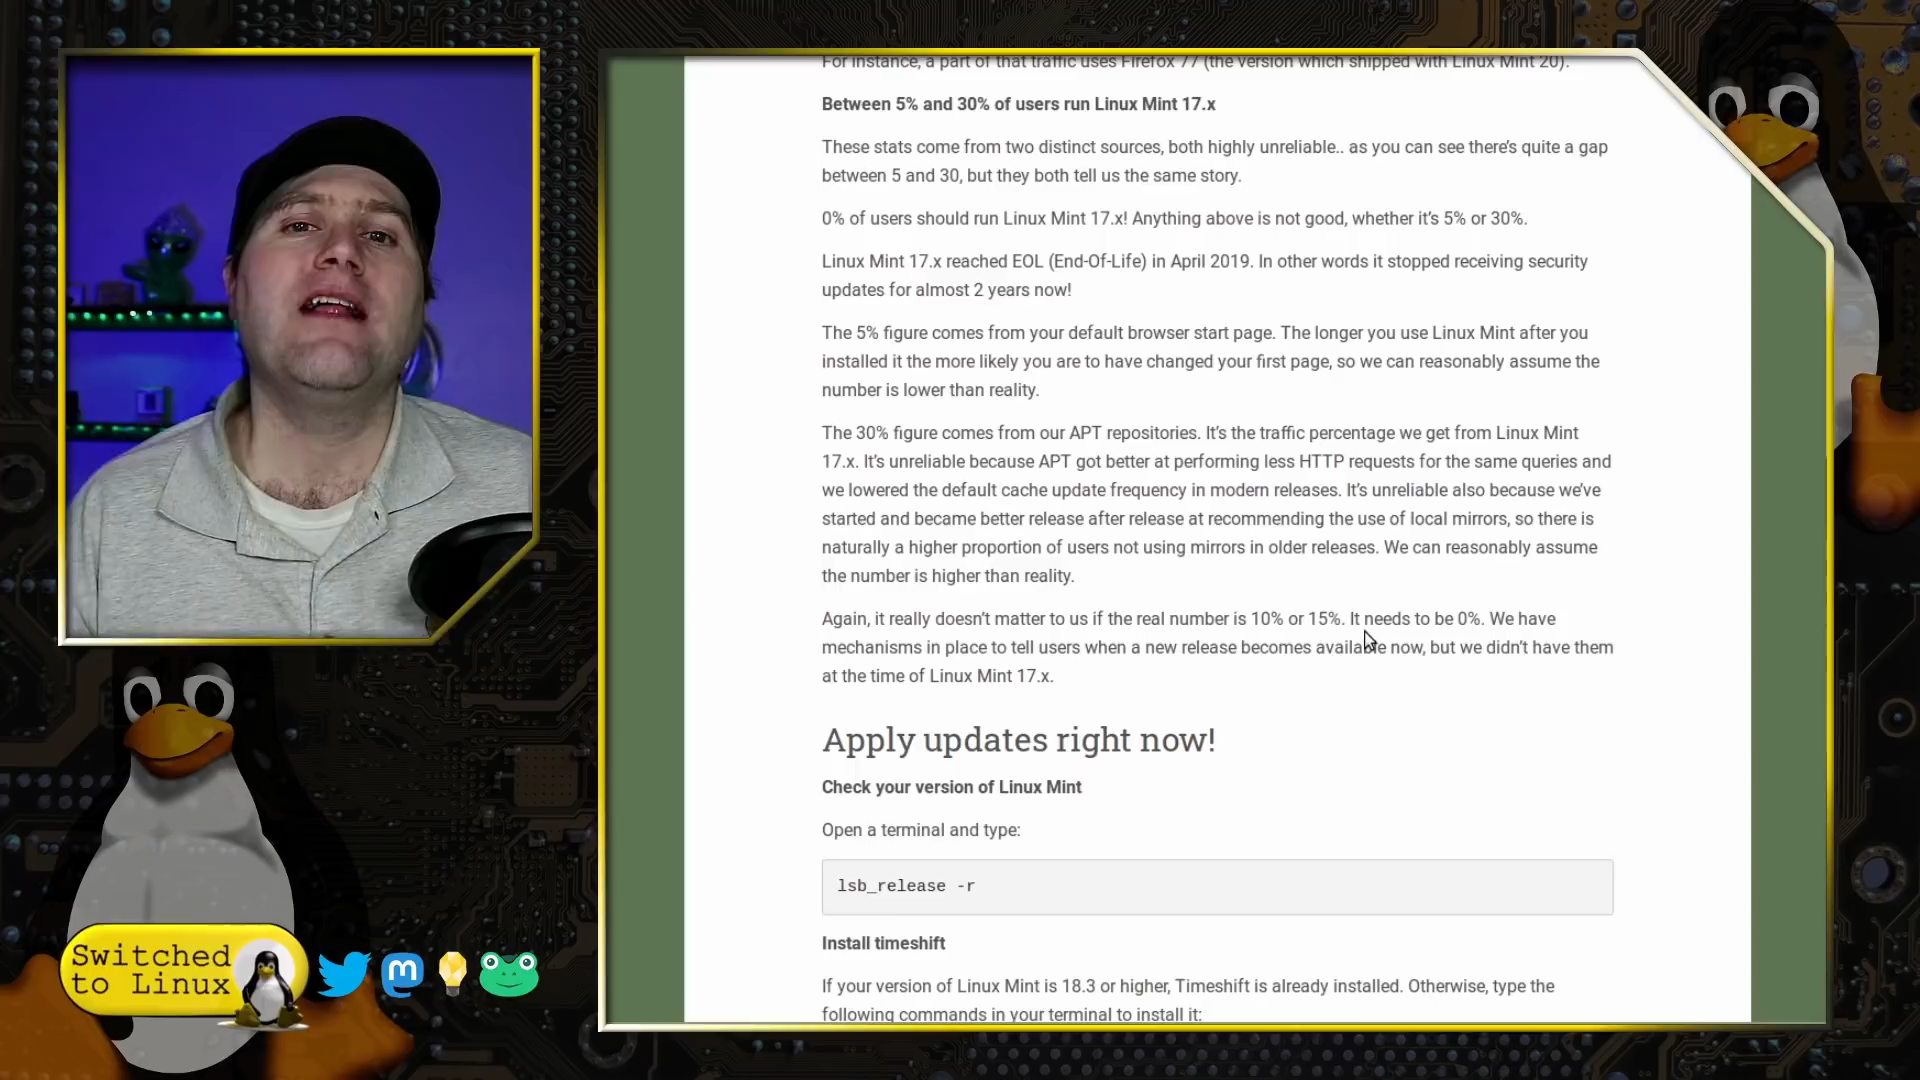 For instance, a part of that traffic uses Firefox 77 (the version which shipped with Linux Mint 20).
Between 5% and 30% of users run Linux Mint 17.x
These stats come from two distinct sources, both highly unreliable.. as you can see there's quite a gap
between 5 and 30, but they both tell us the same story.
0% of users should run Linux Mint 17.x! Anything above is not good, whether it's 5% or 30%.
Linux Mint 17.x reached EOL (End-Of-Life) in April 2019. In other words it stopped receiving security
updates for almost 2 years now!
The 5% figure comes from your default browser start page. The longer you use Linux Mint after you
installed it the more likely you are to have changed your first page, so we can reasonably assume the
number is lower than reality.
The 30% figure comes from our APT repositories. It's the traffic percentage we get from Linux Mint
17.x. It's unreliable because APT got better at performing less HTTP requests for the same queries and
we lowered the default cache update frequency in modern releases. It's unreliable also because we've
started and became better release after release at recommending the use of local mirrors, so there is
naturally a higher proportion of users not using mirrors in older releases. We can reasonably assume
the number is higher than reality.
Again, it really doesn't matter to us if the real number is 10% or 15%. It needs to be 0%. We have
mechanisms in place to tell users when a new release becomes available now, but we didn't have them
at the time of Linux Mint 17.x.
Apply updates right now!
Check your version of Linux Mint
Open a terminal and type:
lsb_release -r
Install timeshift
If your version of Linux Mint is 18.3 or higher, Timeshift is already installed. Otherwise, type the
following commands in your terminal to install it:
Switched
to Linux